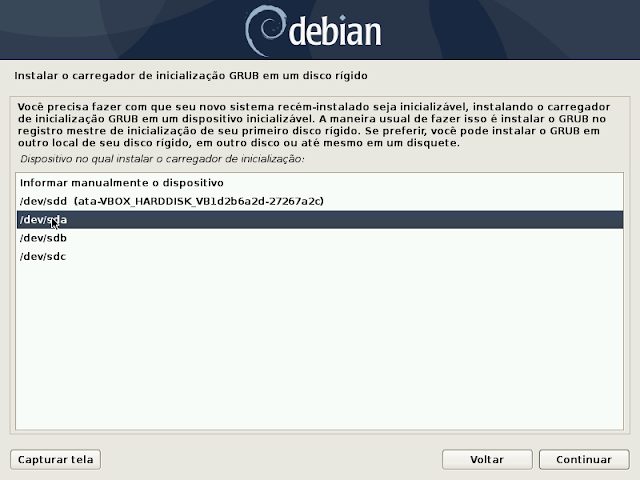 debian
Instalar o carregador de inicialização GRUB em um disco rígido
Você precisa fazer com que seu novo sistema recém-instalado seja inicializável, instalando o carregador
de inicialização GRUB em um dispositivo inicializável. A maneira usual de fazer isso é instalar o GRUB no
registro mestre de inicialização de seu primeiro disco rígido. Se preferir, você pode instalar o GRUB em
outro local de seu disco rígido, em outro disco ou até mesmo em um disquete.
Dispositivo no qual instalar o carregador de inicialização:
Informar manualmente o dispositivo
/dev/sdd (ata-VBOX_HARDDISK_VB1d2b6a2d-27267a2c)
/dev/sda
/dev/sdb
/dev/sdc
Capturar tela
Voltar
Continuar